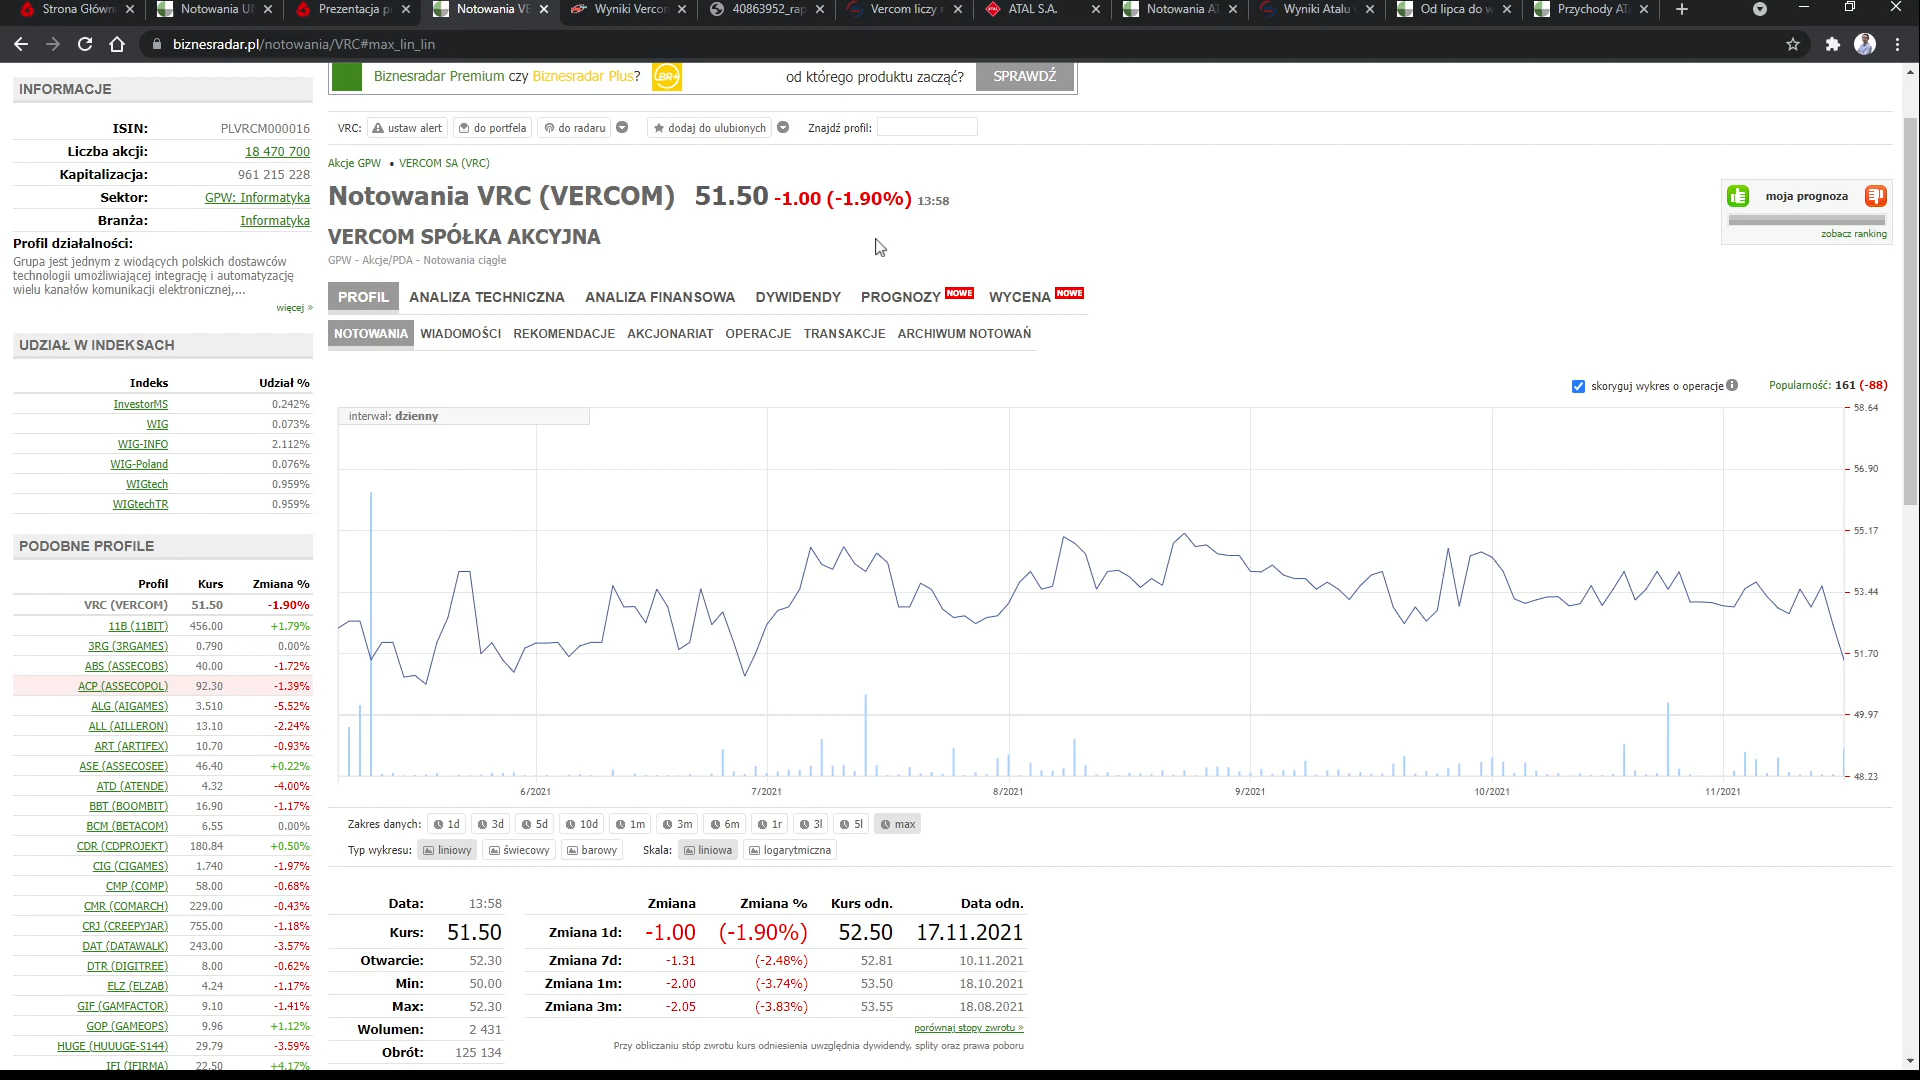 Strona Główn
Notowania UN
Prezentacja p
Notowania VE
Wyniki Vercon
40863952_rap
Vercom liczy n
ATAL S.A.
Notowania AT
Wyniki Atalu
Od lipca do w
Przychody AT
biznesradar.pl/notowania/VRC#max_lin_lin
Biznesradar Premium czy Biznesradar Plus? BR+ od którego produktu zacząć? SPRAWDŹ
INFORMACJE
ISIN: PLVRCM000016
Liczba akcji: 18 470 700
Kapitalizacja: 961 215 228
Sektor: GPW: Informatyka
Branża: Informatyka
Profil działalności:
Grupa jest jednym z wiodących polskich dostawców
technologii umożliwiającej integrację i automatyzację
wielu kanałów komunikacji elektronicznej,...
więcej »
UDZIAŁ W INDEKSACH
Indeks Udział %
InvestorMS 0.242%
WIG 0.073%
WIG-INFO 2.112%
WIG-Poland 0.076%
WIGtech 0.959%
WIGtechTR 0.959%
PODOBNE PROFILE
Profil Kurs Zmiana %
VRC (VERCOM) 51.50 -1.90%
11B (11BIT) 456.00 +1.79%
3RG (3RGAMES) 0.790 0.00%
ABS (ASSECOBS) 40.00 -1.72%
ACP (ASSECOPOL) 92.30 -1.39%
ALG (AIGAMES) 3.510 -5.52%
ALL (AILLERON) 13.10 -2.24%
ART (ARTIFEX) 10.70 -0.93%
ASE (ASSECOSEE) 46.40 +0.22%
ATD (ATENDE) 4.32 -4.00%
BBT (BOOMBIT) 16.90 -1.17%
BCM (BETACOM) 6.55 0.00%
CDR (CDPROJEKT) 180.84 +0.50%
CIG (CIGAMES) 1.740 -1.97%
CMP (COMP) 58.00 -0.68%
CMR (COMARCH) 229.00 -0.43%
CRJ (CREEPYJAR) 755.00 -1.18%
DAT (DATAWALK) 243.00 -3.57%
DTR (DIGITREE) 8.00 -0.62%
ELZ (ELZAB) 4.24 -1.17%
GIF (GAMFACTOR) 9.10 -1.41%
GOP (GAMEOPS) 9.96 +1.12%
HUGE (HUUUGE-S144) 29.79 -3.59%
IFI (IFIRMA) 22.50 +4.17%
VRC: ustaw alert do portfela do radaru dodaj do ulubionych Znajdź profil:
Akcje GPW • VERCOM SA (VRC)
Notowania VRC (VERCOM) 51.50 -1.00 (-1.90%) 13:58
VERCOM SPÓŁKA AKCYJNA
GPW - Akcje/PDA - Notowania ciągłe
moja prognoza
zobacz ranking
PROFIL ANALIZA TECHNICZNA ANALIZA FINANSOWA DYWIDENDY PROGNOZY NOWE WYCENA NOWE
NOTOWANIA WIADOMOŚCI REKOMENDACJE AKCJONARIAT OPERACJE TRANSAKCJE ARCHIWUM NOTOWAŃ
skoryguj wykres o operacje Popularność: 161 (-88)
interwał: dzienny
58.64
56.90
55.17
53.44
51.70
49.97
48.23
6/2021 7/2021 8/2021 9/2021 10/2021 11/2021
Zakres danych: 1d 3d 5d 10d 1m 3m 6m 1r 3l 5l max
Typ wykresu: liniowy świecowy barowy Skala: liniowa logarytmiczna
Data: 13:58
Kurs: 51.50
Otwarcie: 52.30
Min: 50.00
Max: 52.30
Wolumen: 2 431
Obrót: 125 134
Zmiana Zmiana % Kurs odn. Data odn.
Zmiana 1d: -1.00 (-1.90%) 52.50 17.11.2021
Zmiana 7d: -1.31 (-2.48%) 52.81 10.11.2021
Zmiana 1m: -2.00 (-3.74%) 53.50 18.10.2021
Zmiana 3m: -2.05 (-3.83%) 53.55 18.08.2021
porównaj stopy zwrotu »
Przy obliczaniu stóp zwrotu kurs odniesienia uwzględnia dywidendy, splity oraz prawa poboru